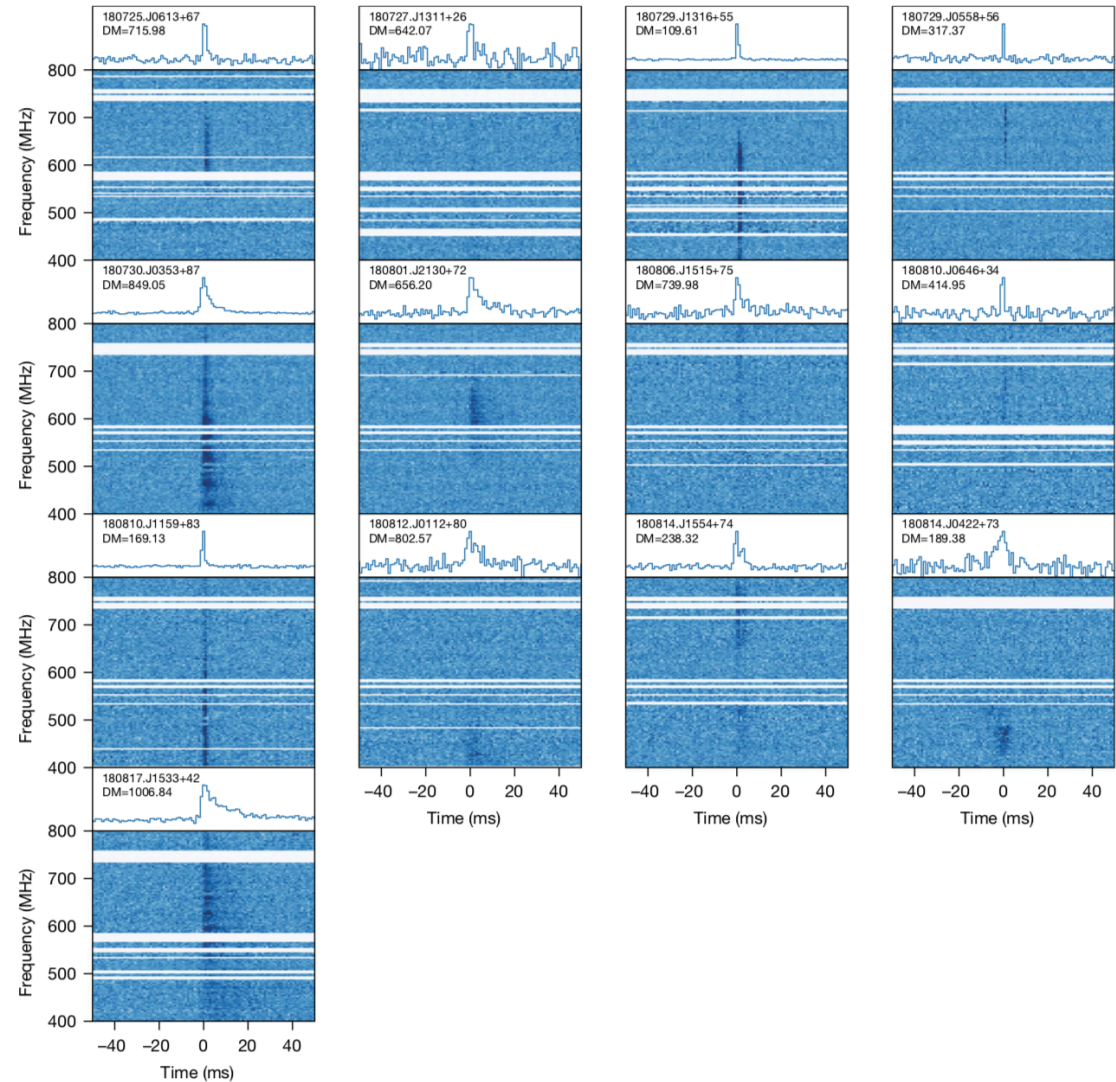 180725.J0613+67
DM=715.98
180727.J1311+26
DM=642.07
180729.J1316+55
DM=109.61
180729.J0558+56
DM=317.37
800
700
600
500
400
Frequency (MHz)
180730.J0353+87
DM=849.05
180801.J2130+72
DM=656.20
180806.J1515+75
DM=739.98
180810.J0646+34
DM=414.95
800
700
600
500
400
Frequency (MHz)
180810.J1159+83
DM=169.13
180812.J0112+80
DM=802.57
180814.J1554+74
DM=238.32
180814.J0422+73
DM=189.38
800
700
600
500
400
Frequency (MHz)
−40 −20 0 20 40
Time (ms)
−40 −20 0 20 40
Time (ms)
−40 −20 0 20 40
Time (ms)
180817.J1533+42
DM=1006.84
800
700
600
500
400
Frequency (MHz)
−40 −20 0 20 40
Time (ms)